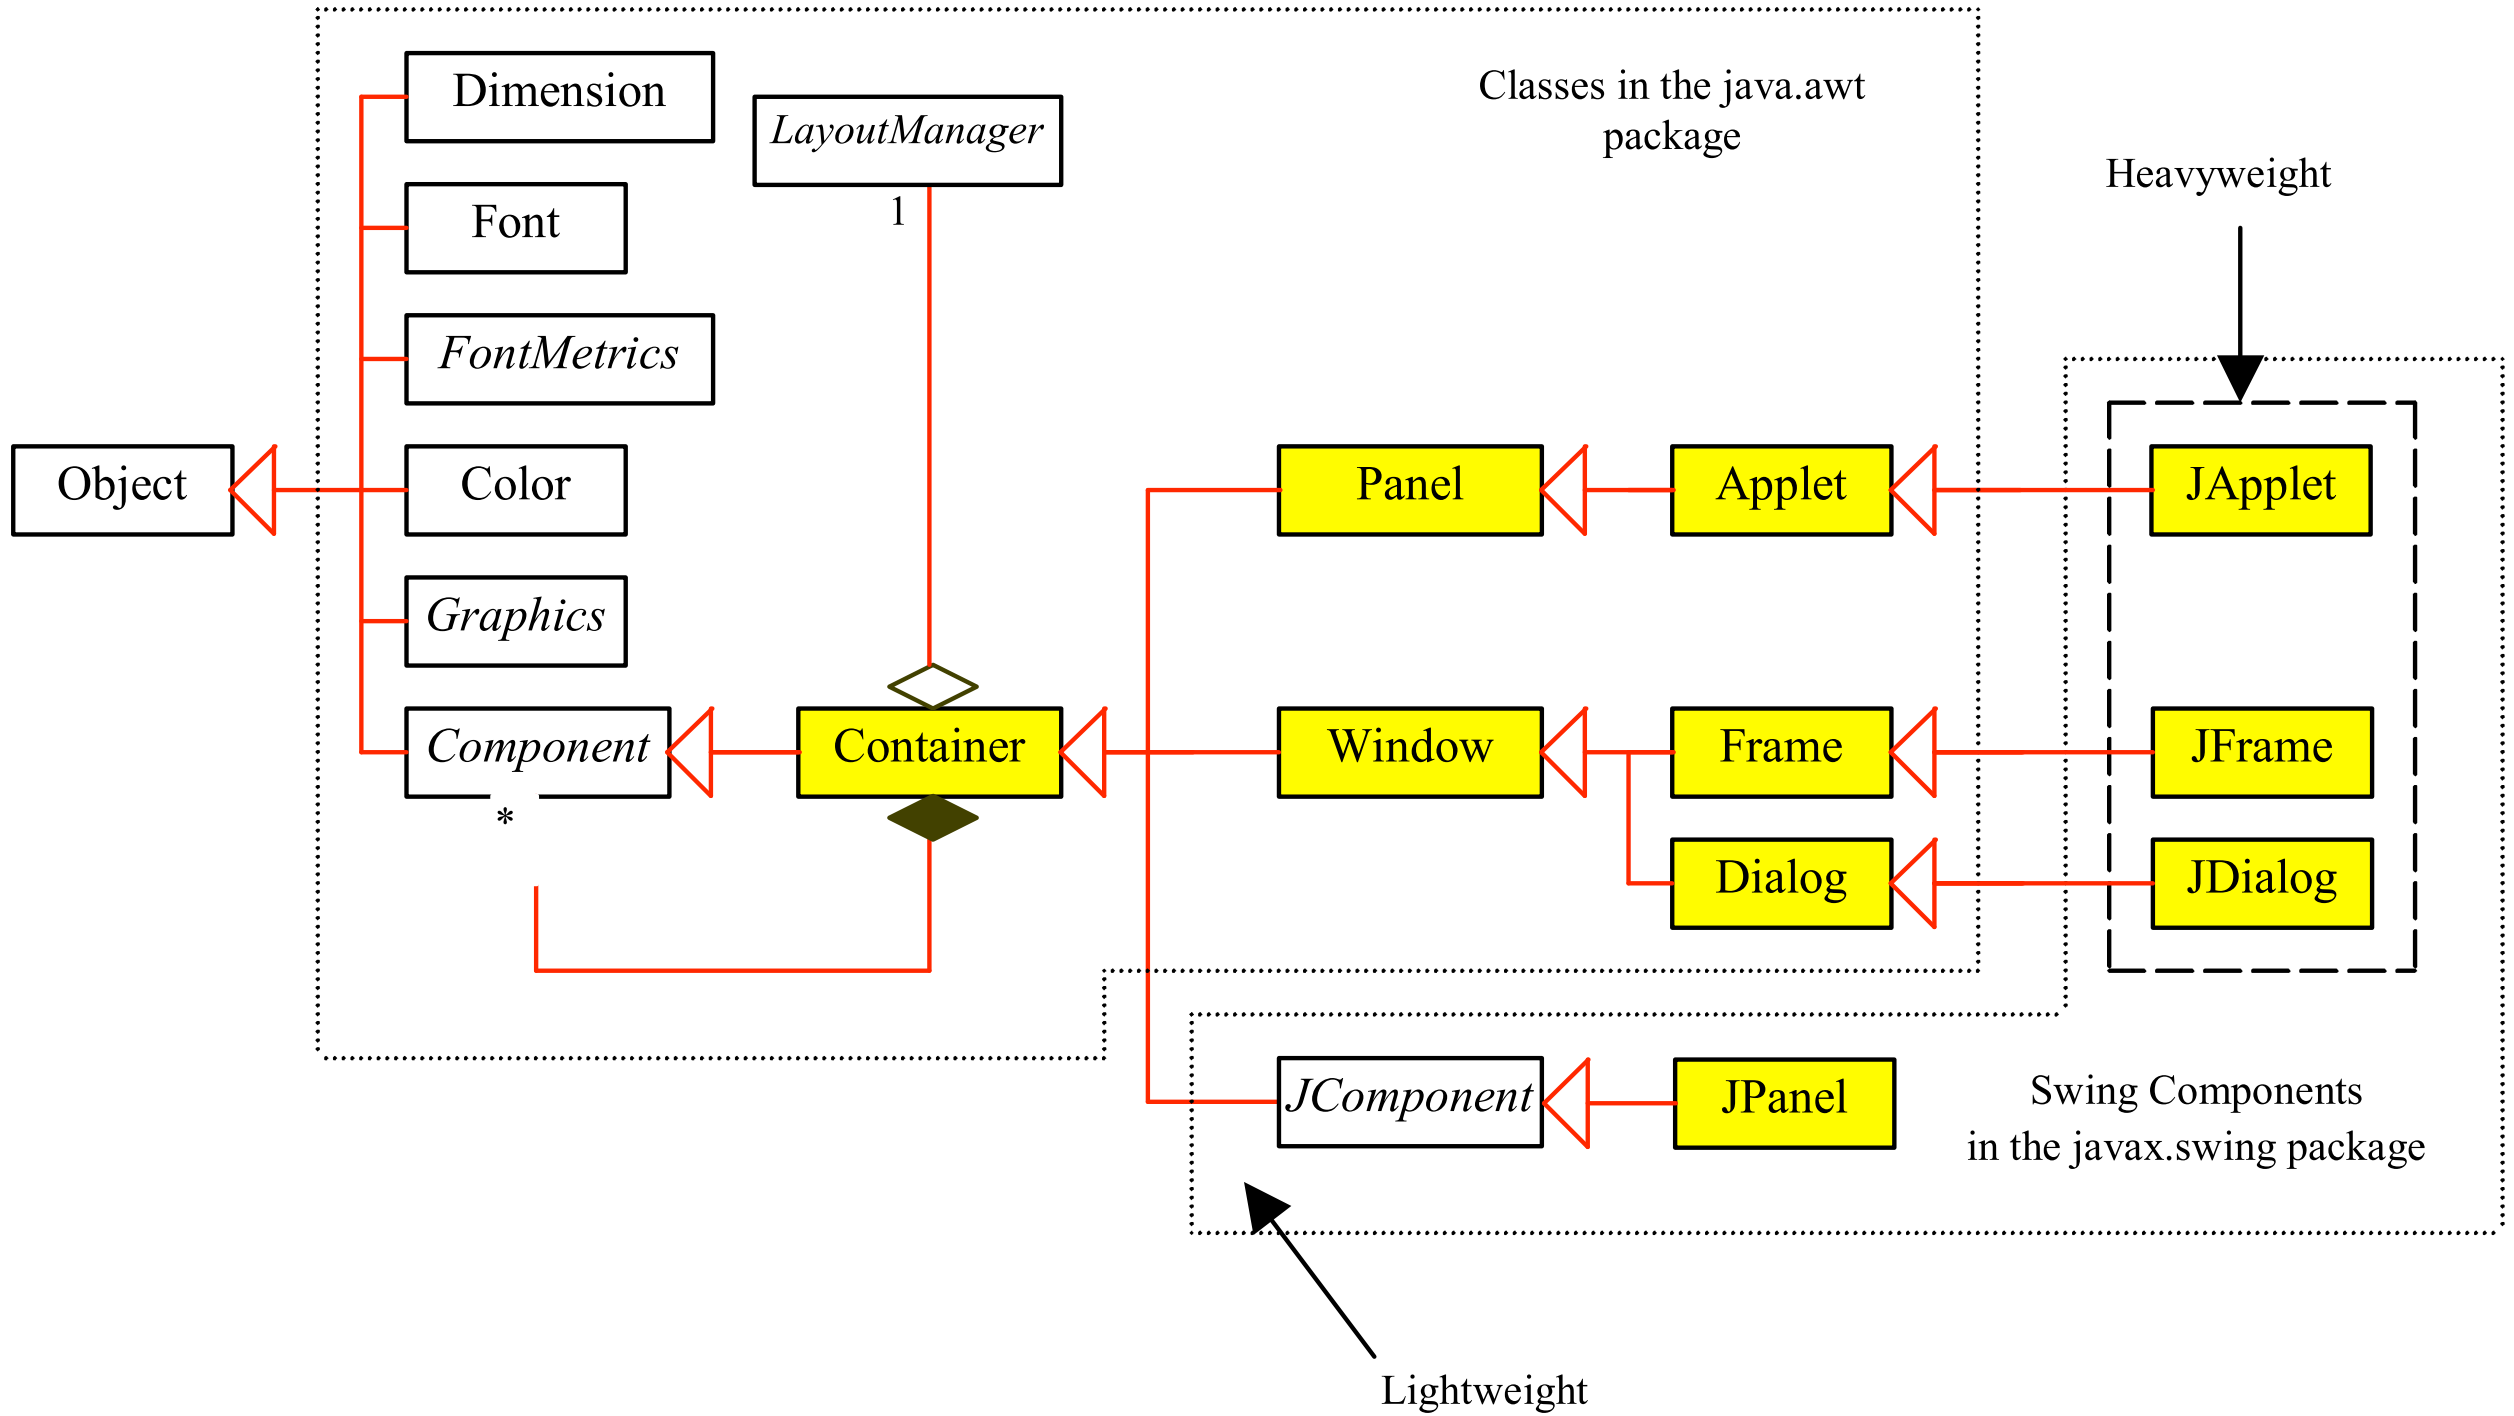 Dimension
LayoutManager
1
Classes in the java.awt
package
Heavyweight
Font
FontMetrics
Object
Color
Panel
Applet
JApplet
Graphics
Component
*
Container
Window
Frame
JFrame
Dialog
JDialog
JComponent
JPanel
Swing Components
in the javax.swing package
Lightweight